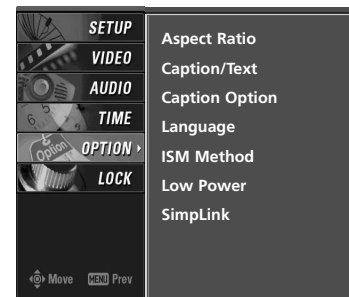 SETUP
VIDEO
AUDIO
TIME
OPTION
LOCK
Move MENU Prev
Aspect Ratio
Caption/Text
Caption Option
Language
ISM Method
Low Power
SimpLink